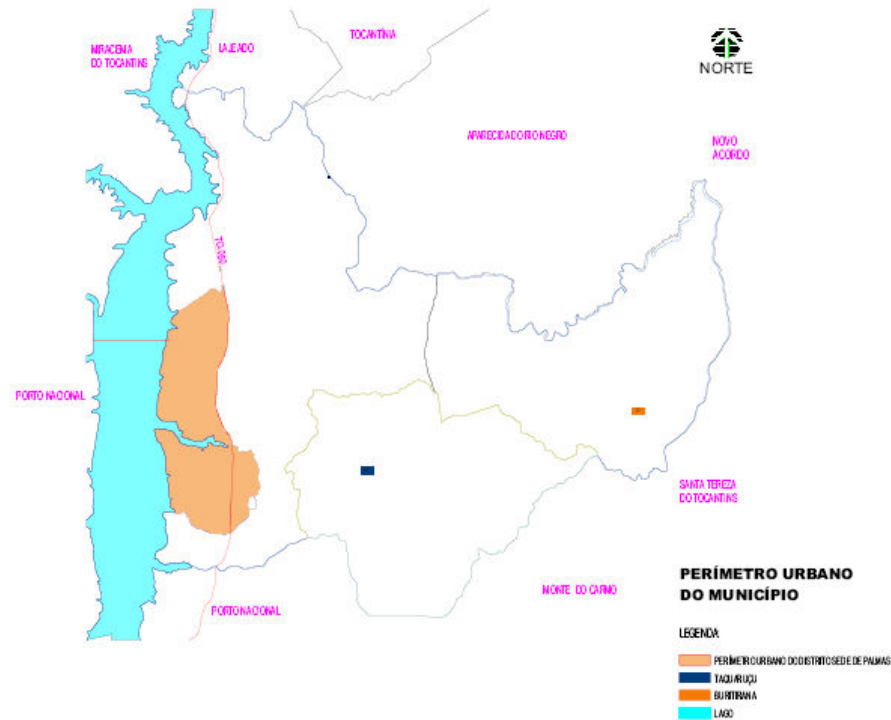 MIRACEMA
DO TOCANTINS
LAJEADO
TOCANTÍNIA
NORTE
APARECIDA DO RIO NEGRO
NOVO
ACORDO
TO-050
PORTO NACIONAL
SANTA TEREZA
DO TOCANTINS
MONTE DO CARMO
PORTO NACIONAL
PERÍMETRO URBANO
DO MUNICÍPIO
LEGENDA
PERÍMETRO URBANO DO DISTRITO SEDE DE PALMAS
TAQUARUÇU
BURITIRANA
LAGO